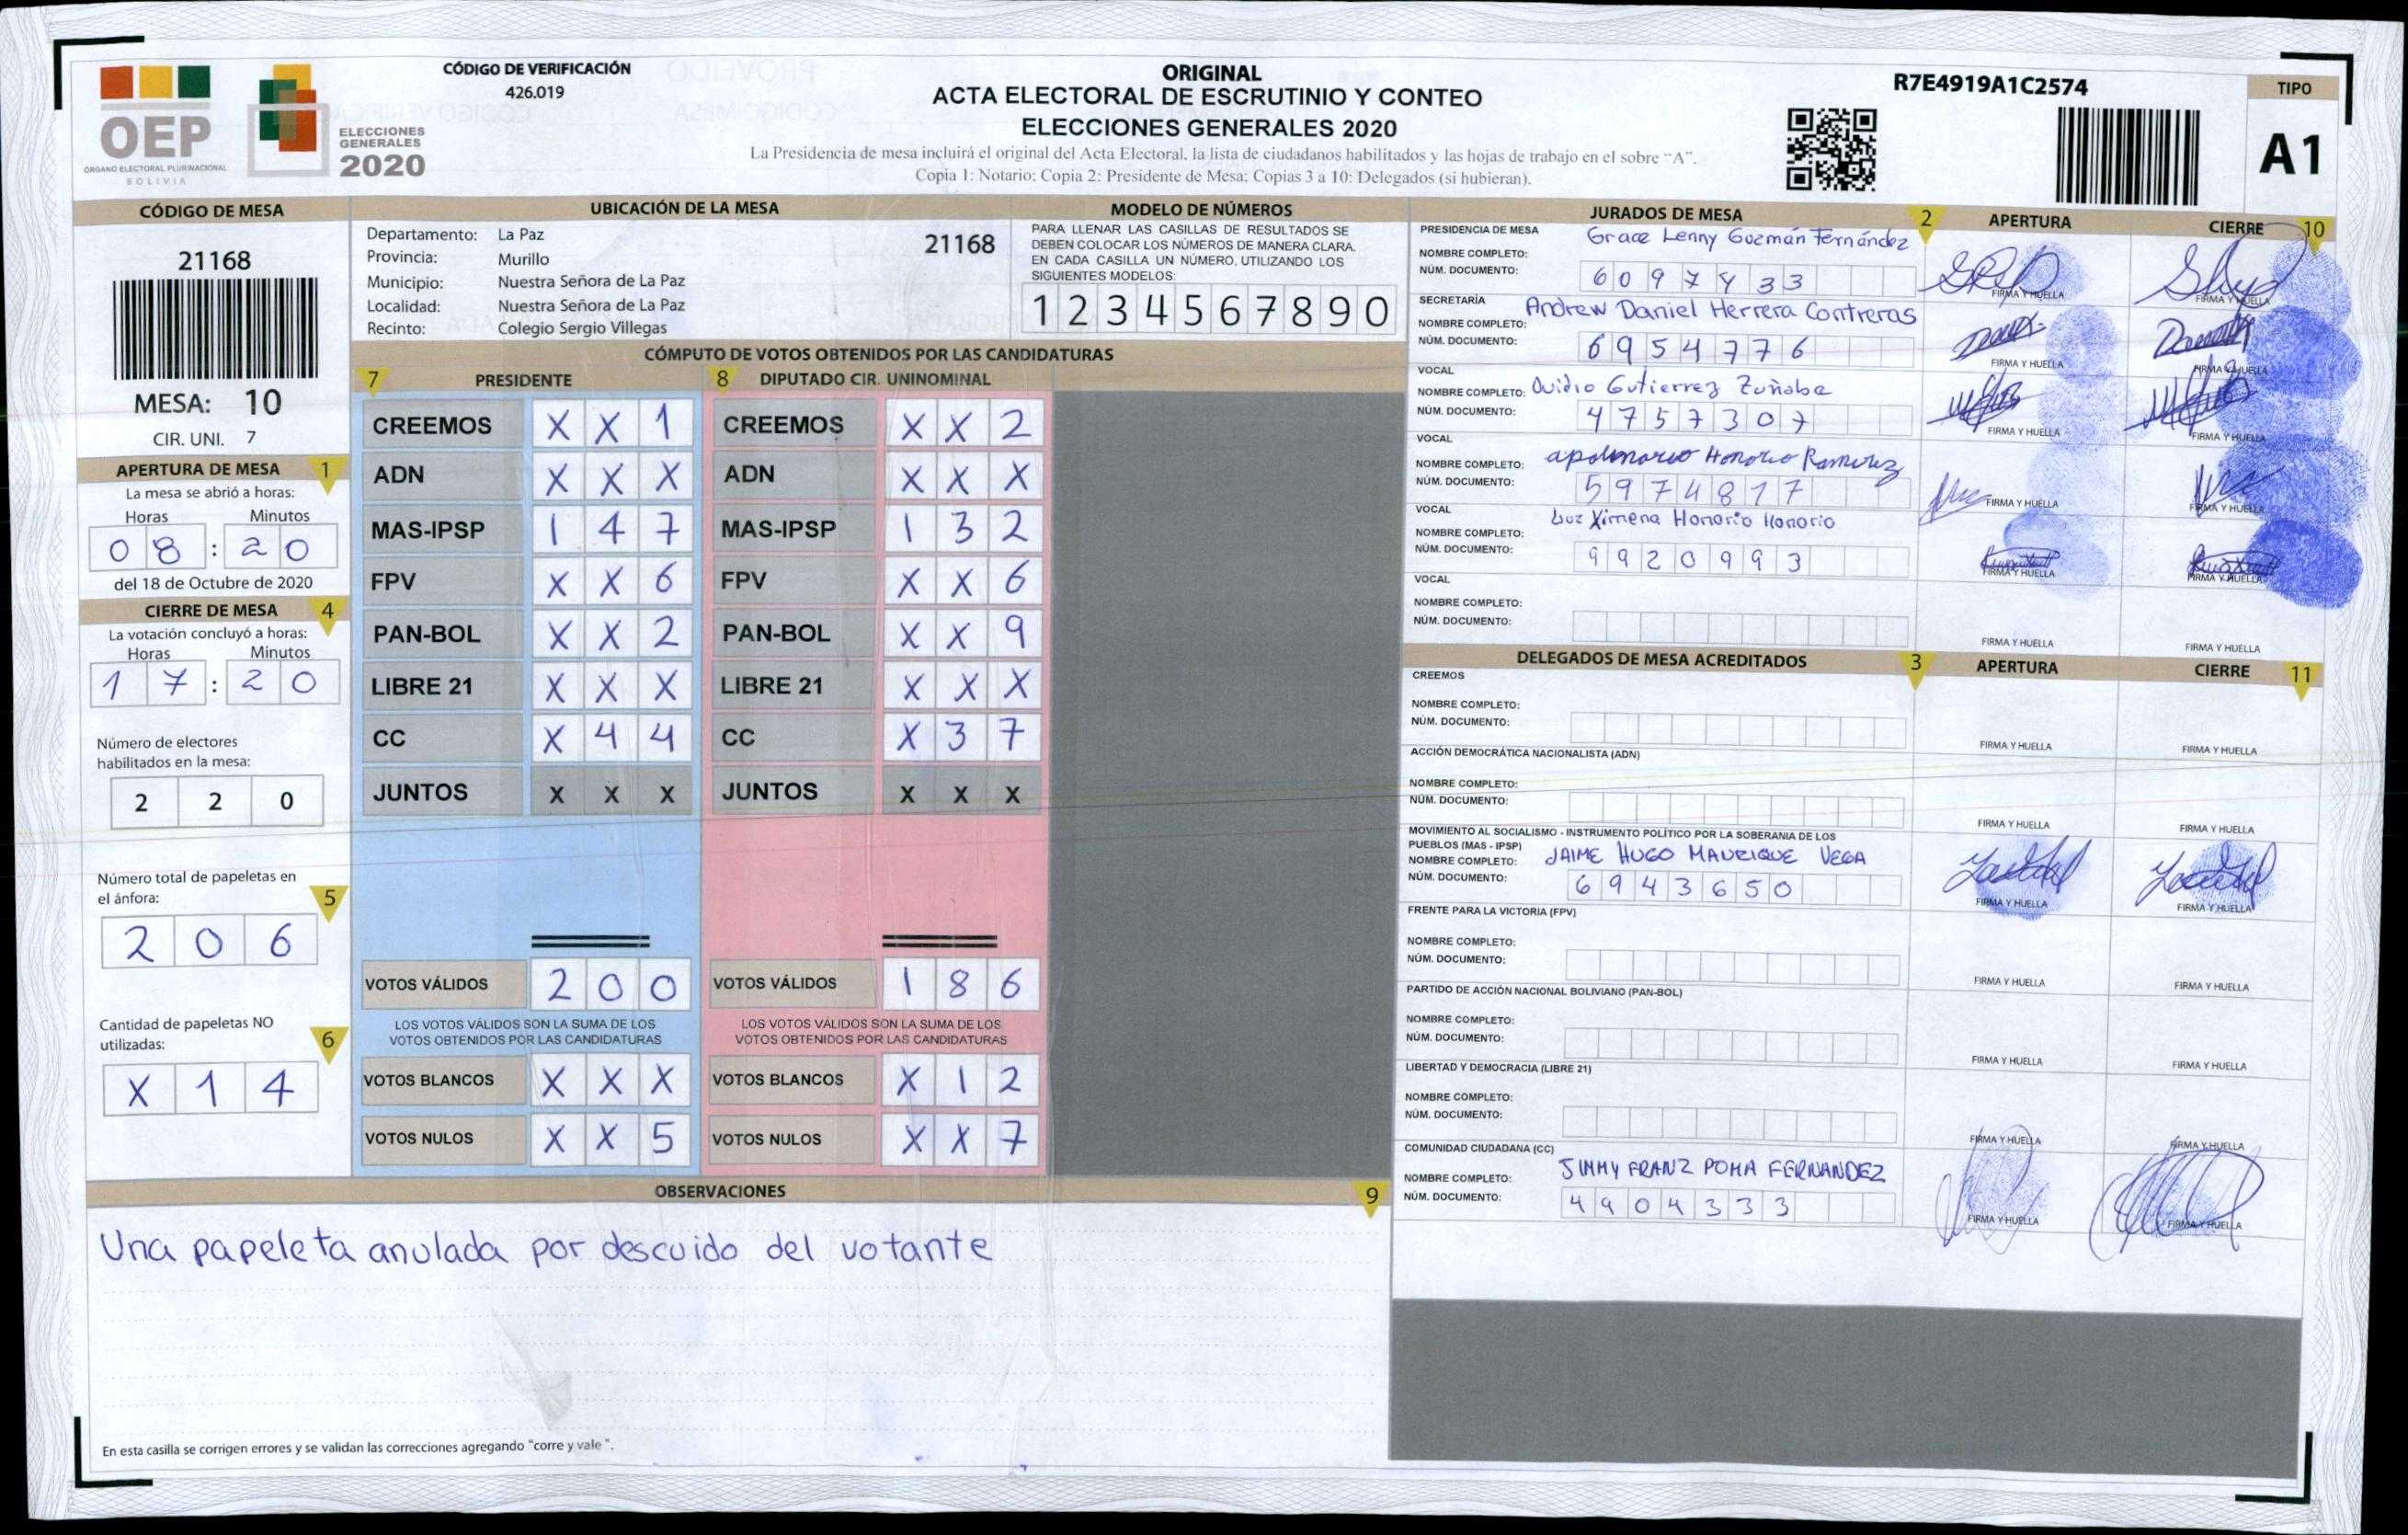 CÓDIGO DE VERIFICACIÓN
426.019
OEP
ÓRGANO ELECTORAL PLURINACIONAL
BOLIVIA
ELECCIONES
GENERALES
2020
ORIGINAL
ACTA ELECTORAL DE ESCRUTINIO Y CONTEO
ELECCIONES GENERALES 2020
La Presidencia de mesa incluirá el original del Acta Electoral, la lista de ciudadanos habilitados y las hojas de trabajo en el sobre "A".
Copia 1: Notario; Copia 2: Presidente de Mesa; Copias 3 a 10: Delegados (si hubieran).
R7E4919A1C2574
TIPO
A1
CÓDIGO DE MESA
21168
MESA: 10
CIR. UNI. 7
APERTURA DE MESA 1
La mesa se abrió a horas:
Horas Minutos
08 : 20
del 18 de Octubre de 2020
CIERRE DE MESA 4
La votación concluyó a horas:
Horas Minutos
17 : 20
Número de electores
habilitados en la mesa:
2 2 0
Número total de papeletas en
el ánfora: 5
2 0 6
Cantidad de papeletas NO
utilizadas: 6
X 1 4
UBICACIÓN DE LA MESA
Departamento: La Paz 21168
Provincia: Murillo
Municipio: Nuestra Señora de La Paz
Localidad: Nuestra Señora de La Paz
Recinto: Colegio Sergio Villegas
MODELO DE NÚMEROS
PARA LLENAR LAS CASILLAS DE RESULTADOS SE
DEBEN COLOCAR LOS NÚMEROS DE MANERA CLARA.
EN CADA CASILLA UN NÚMERO, UTILIZANDO LOS
SIGUIENTES MODELOS:
1 2 3 4 5 6 7 8 9 0
CÓMPUTO DE VOTOS OBTENIDOS POR LAS CANDIDATURAS
7 PRESIDENTE 8 DIPUTADO CIR. UNINOMINAL
CREEMOS X X 1 CREEMOS X X 2
ADN X X X ADN X X X
MAS-IPSP 1 4 7 MAS-IPSP 1 3 2
FPV X X 6 FPV X X 6
PAN-BOL X X 2 PAN-BOL X X 9
LIBRE 21 X X X LIBRE 21 X X X
CC X 4 4 CC X 3 7
JUNTOS X X X JUNTOS X X X
VOTOS VÁLIDOS 2 0 0 VOTOS VÁLIDOS 1 8 6
LOS VOTOS VÁLIDOS SON LA SUMA DE LOS LOS VOTOS VÁLIDOS SON LA SUMA DE LOS
VOTOS OBTENIDOS POR LAS CANDIDATURAS VOTOS OBTENIDOS POR LAS CANDIDATURAS
VOTOS BLANCOS X X X VOTOS BLANCOS X 1 2
VOTOS NULOS X X 5 VOTOS NULOS X X 7
OBSERVACIONES 9
Una papeleta anulada por descuido del votante
En esta casilla se corrigen errores y se validan las correcciones agregando "corre y vale".
JURADOS DE MESA 2 APERTURA CIERRE 10
PRESIDENCIA DE MESA
NOMBRE COMPLETO: Grace Lenny Guzmán Fernández
NÚM. DOCUMENTO: 6097433
FIRMA Y HUELLA FIRMA Y HUELLA
SECRETARÍA
NOMBRE COMPLETO: Andrew Daniel Herrera Contreras
NÚM. DOCUMENTO: 6954776
FIRMA Y HUELLA FIRMA Y HUELLA
VOCAL
NOMBRE COMPLETO: Ovidio Gutierrez Zuñaba
NÚM. DOCUMENTO: 4757307
FIRMA Y HUELLA FIRMA Y HUELLA
VOCAL
NOMBRE COMPLETO: Honorio Ramirez
NÚM. DOCUMENTO: 5974817
FIRMA Y HUELLA FIRMA Y HUELLA
VOCAL
NOMBRE COMPLETO: Luz Ximena Honorio Honorio
NÚM. DOCUMENTO: 9920993
FIRMA Y HUELLA FIRMA Y HUELLA
VOCAL
NOMBRE COMPLETO:
NÚM. DOCUMENTO:
FIRMA Y HUELLA FIRMA Y HUELLA
DELEGADOS DE MESA ACREDITADOS 3 APERTURA CIERRE 11
CREEMOS
NOMBRE COMPLETO:
NÚM. DOCUMENTO:
FIRMA Y HUELLA FIRMA Y HUELLA
ACCIÓN DEMOCRÁTICA NACIONALISTA (ADN)
NOMBRE COMPLETO:
NÚM. DOCUMENTO:
FIRMA Y HUELLA FIRMA Y HUELLA
MOVIMIENTO AL SOCIALISMO - INSTRUMENTO POLÍTICO POR LA SOBERANIA DE LOS
PUEBLOS (MAS - IPSP)
NOMBRE COMPLETO: JAIME HUGO MAURIQUE VEGA
NÚM. DOCUMENTO: 6943650
FIRMA Y HUELLA FIRMA Y HUELLA
FRENTE PARA LA VICTORIA (FPV)
NOMBRE COMPLETO:
NÚM. DOCUMENTO:
FIRMA Y HUELLA FIRMA Y HUELLA
PARTIDO DE ACCIÓN NACIONAL BOLIVIANO (PAN-BOL)
NOMBRE COMPLETO:
NÚM. DOCUMENTO:
FIRMA Y HUELLA FIRMA Y HUELLA
LIBERTAD Y DEMOCRACIA (LIBRE 21)
NOMBRE COMPLETO:
NÚM. DOCUMENTO:
FIRMA Y HUELLA FIRMA Y HUELLA
COMUNIDAD CIUDADANA (CC)
NOMBRE COMPLETO: JIMMY FRANZ POMA FERNANDEZ
NÚM. DOCUMENTO: 4904333
FIRMA Y HUELLA FIRMA Y HUELLA